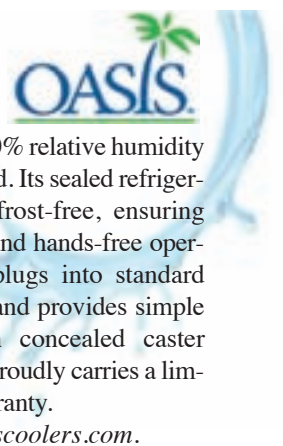 OASIS
0% relative humidity
d. Its sealed refriger-
frost-free, ensuring
nd hands-free oper-
plugs into standard
and provides simple
concealed caster
roudly carries a lim-
ranty.
scoolers.com.